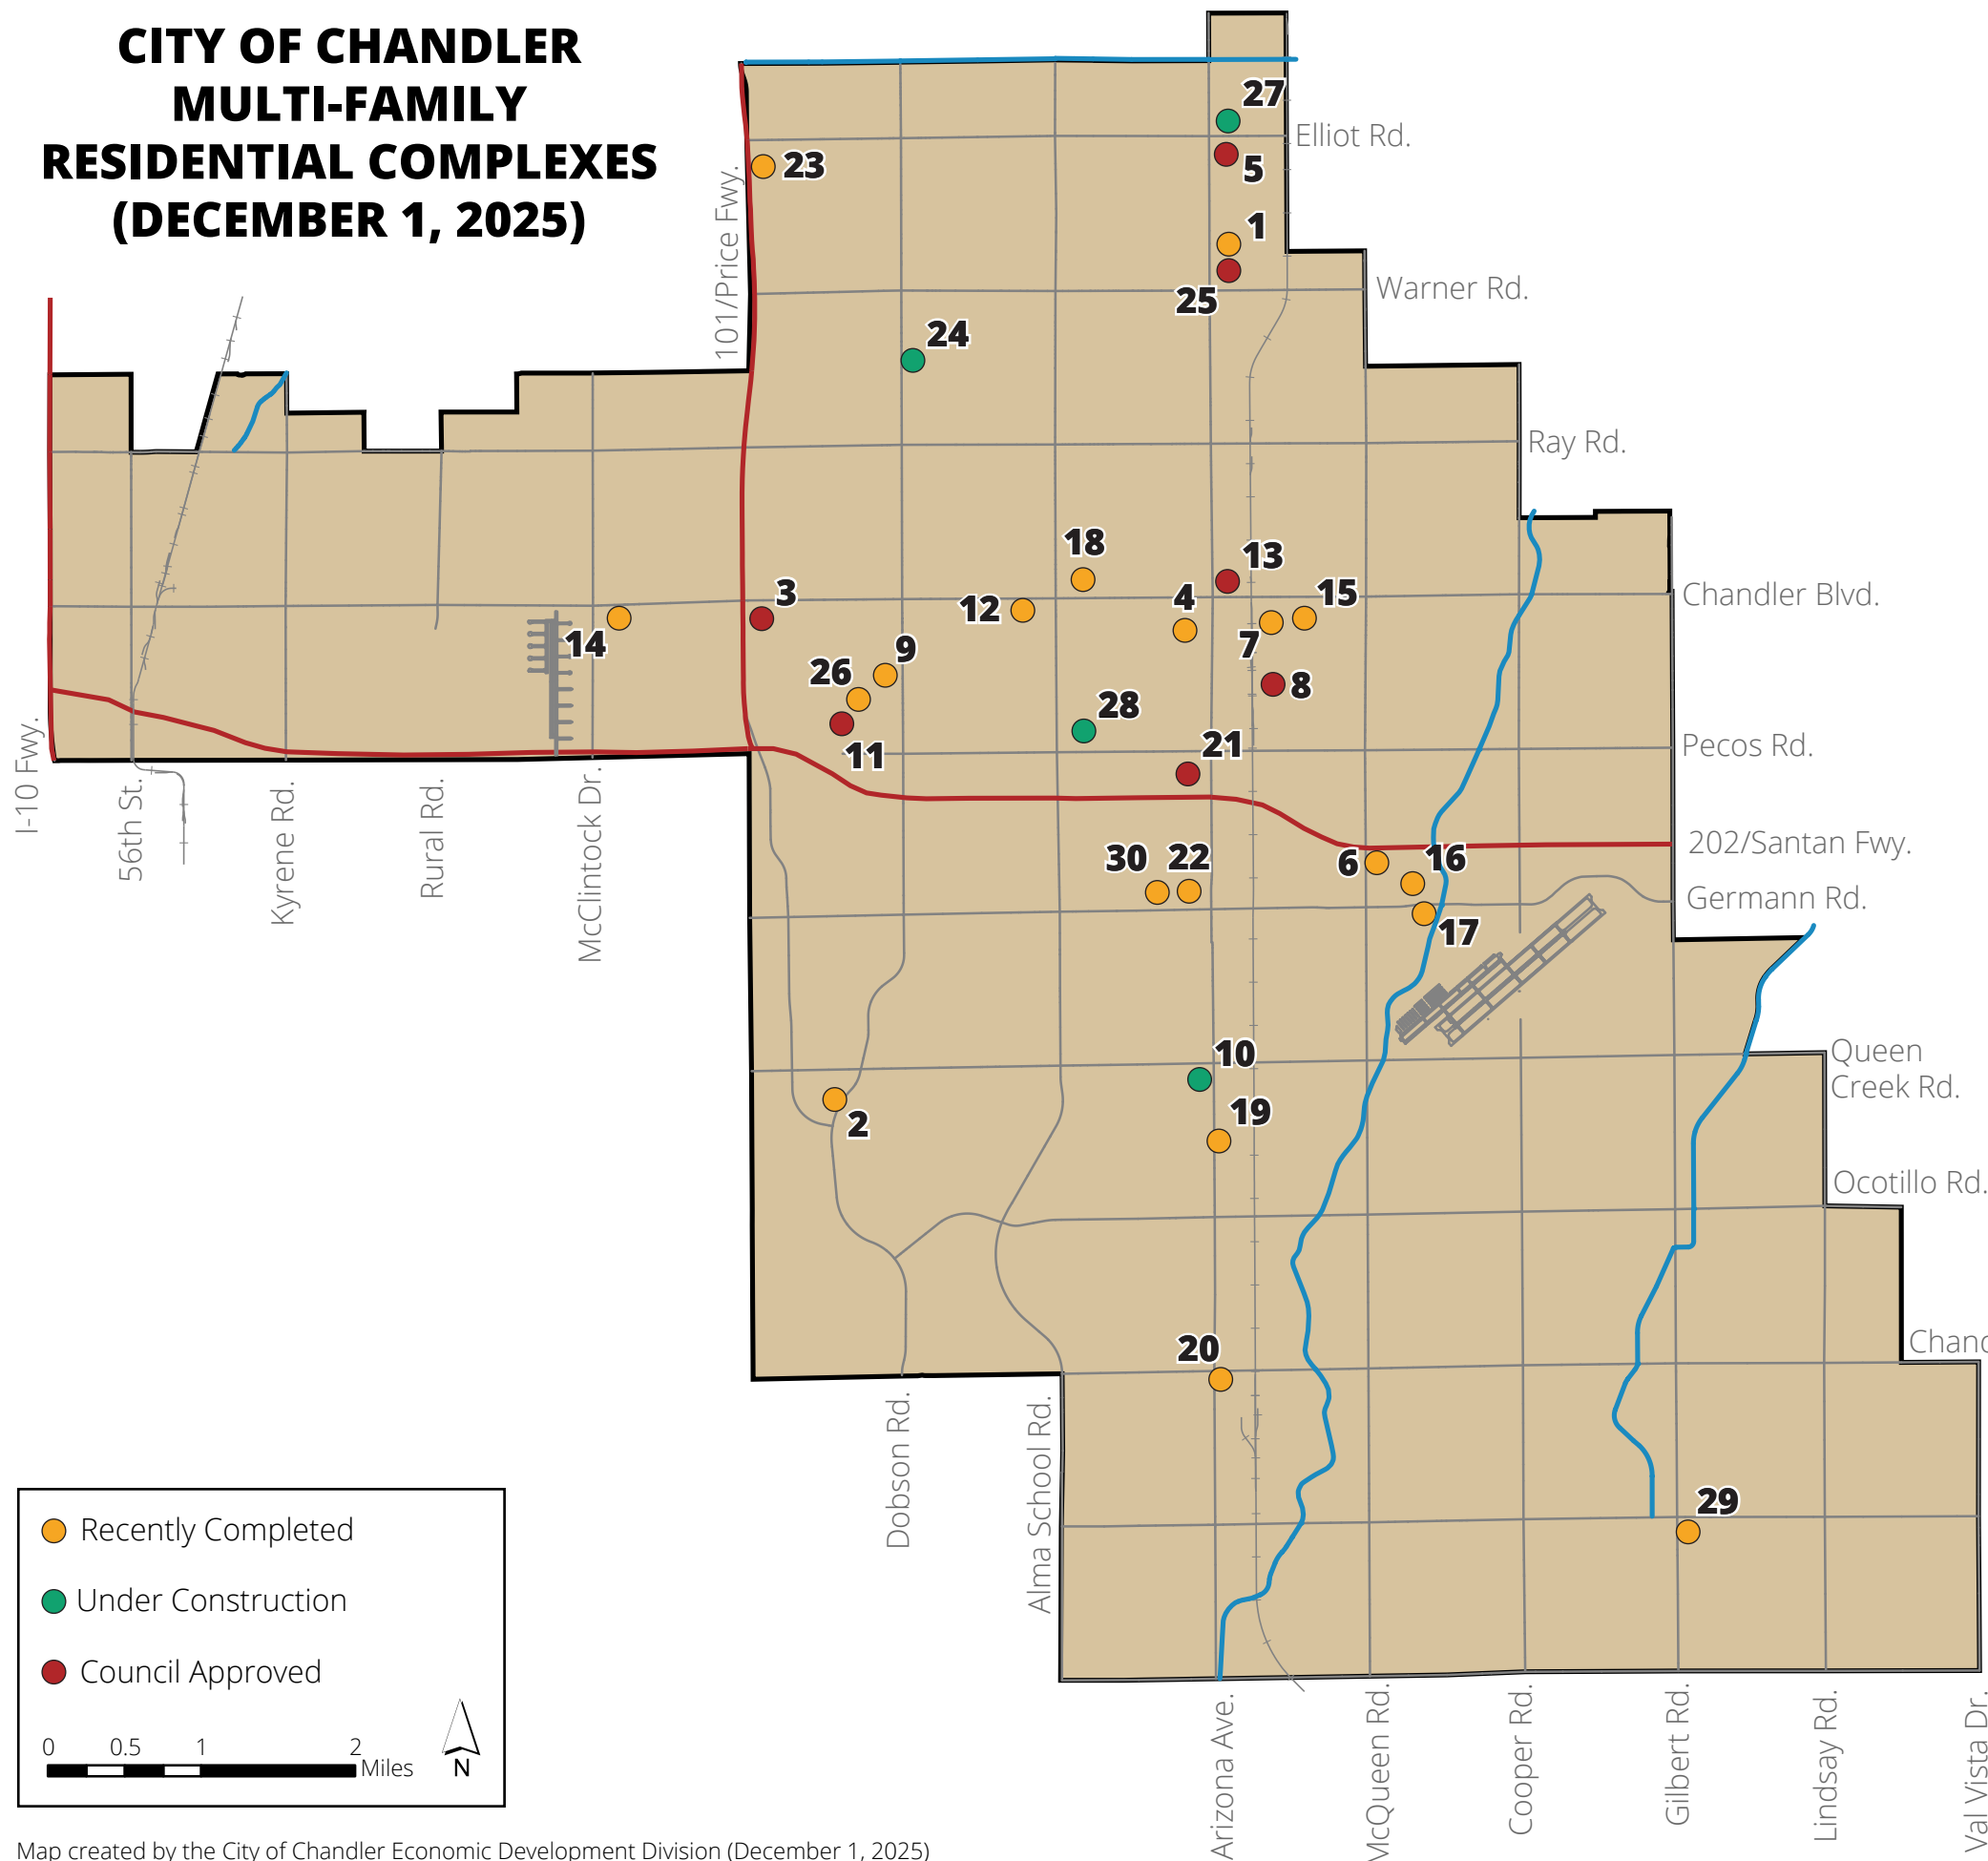 CITY OF CHANDLER
MULTI-FAMILY
RESIDENTIAL COMPLEXES
(DECEMBER 1, 2025)
27
Elliot Rd.
5
23
1
101/Price Fwy.
25
Warner Rd.
24
Ray Rd.
18
13
3
4
15
Chandler Blvd.
12
14
7
9
26
8
28
11
21
Pecos Rd.
I-10 Fwy.
56th St.
Kyrene Rd.
Rural Rd.
McClintock Dr.
202/Santan Fwy.
30
22
6
16
Germann Rd.
17
10
Queen
Creek Rd.
19
2
Ocotillo Rd.
20
Chand
29
Dobson Rd.
Alma School Rd.
Recently Completed
Under Construction
Council Approved
0 0.5 1 2
Miles
N
Arizona Ave.
McQueen Rd.
Cooper Rd.
Gilbert Rd.
Lindsay Rd.
Val Vista Dr.
Map created by the City of Chandler Economic Development Division (December 1, 2025)